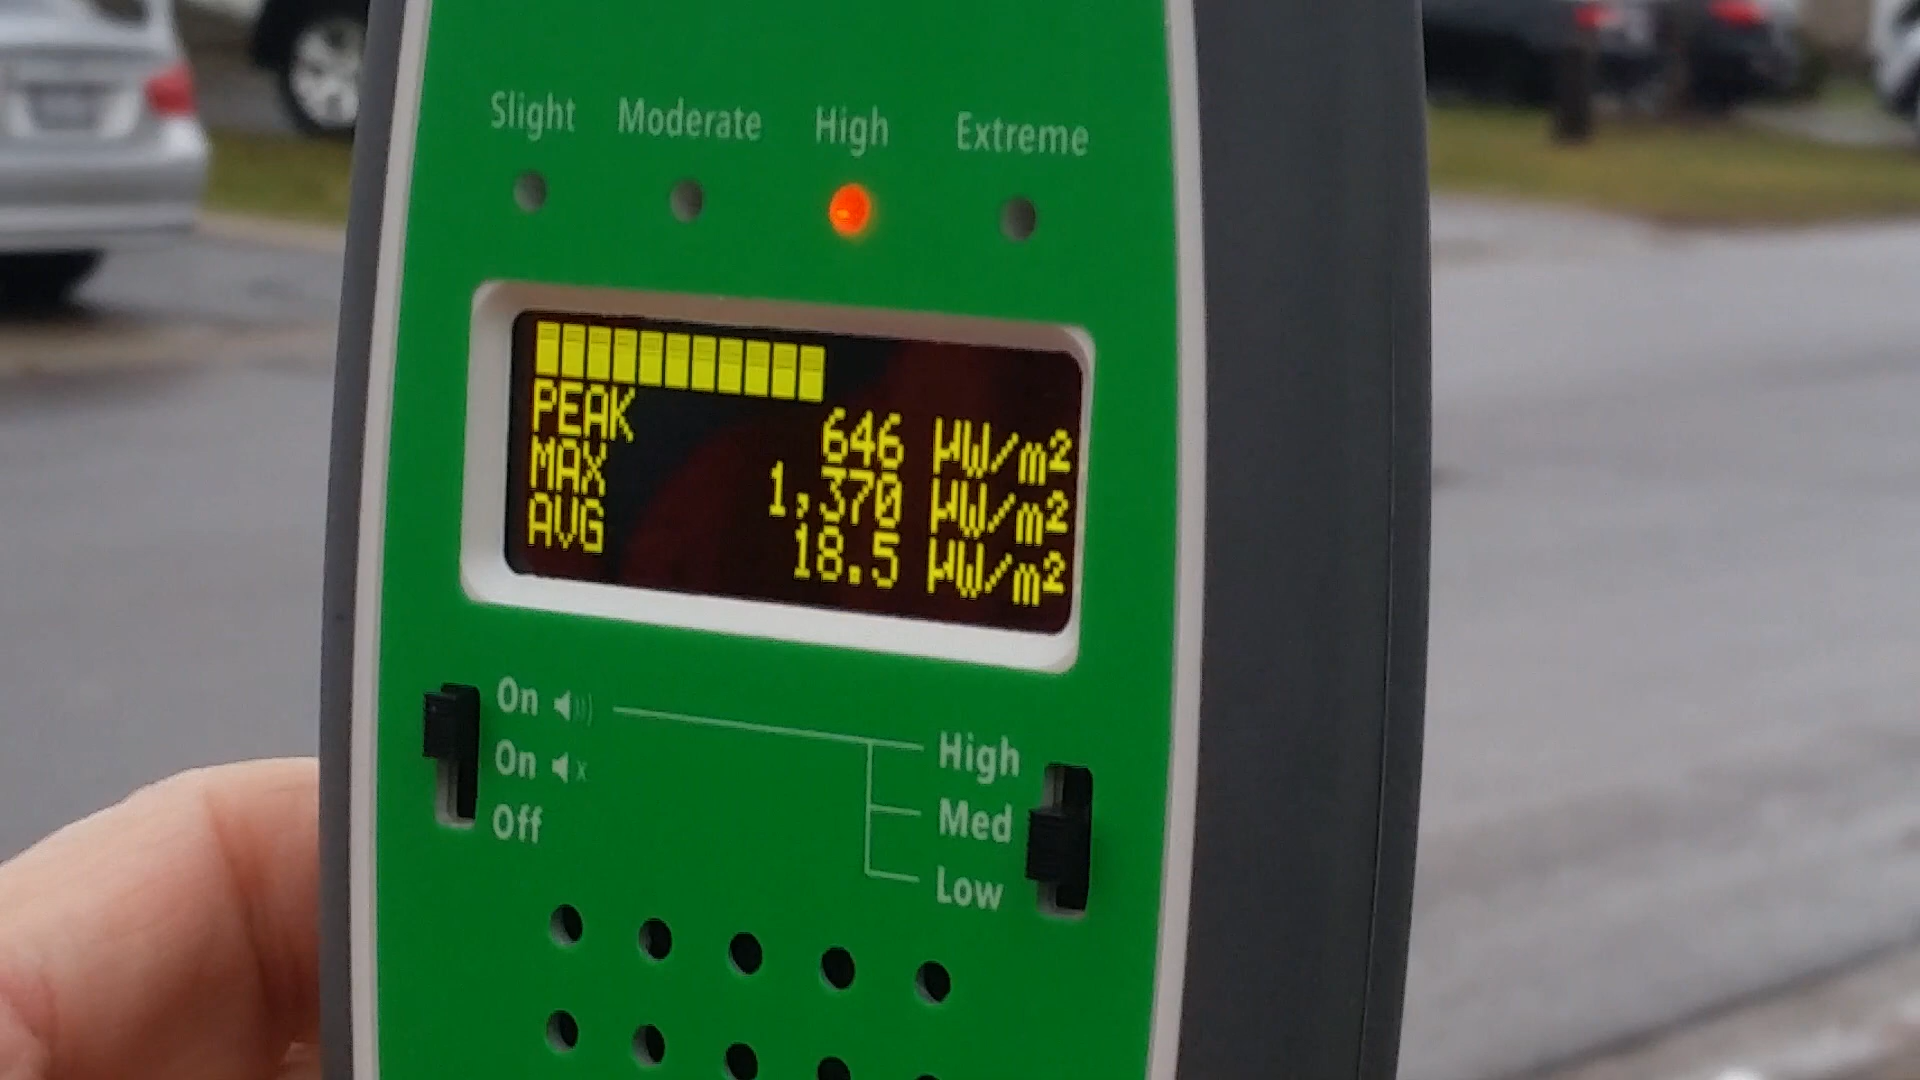 Slight Moderate High Extreme
PEAK 646 µW/m²
MAX 1,370 µW/m²
AVG 18.5 µW/m²
On
On x
Off
High
Med
Low